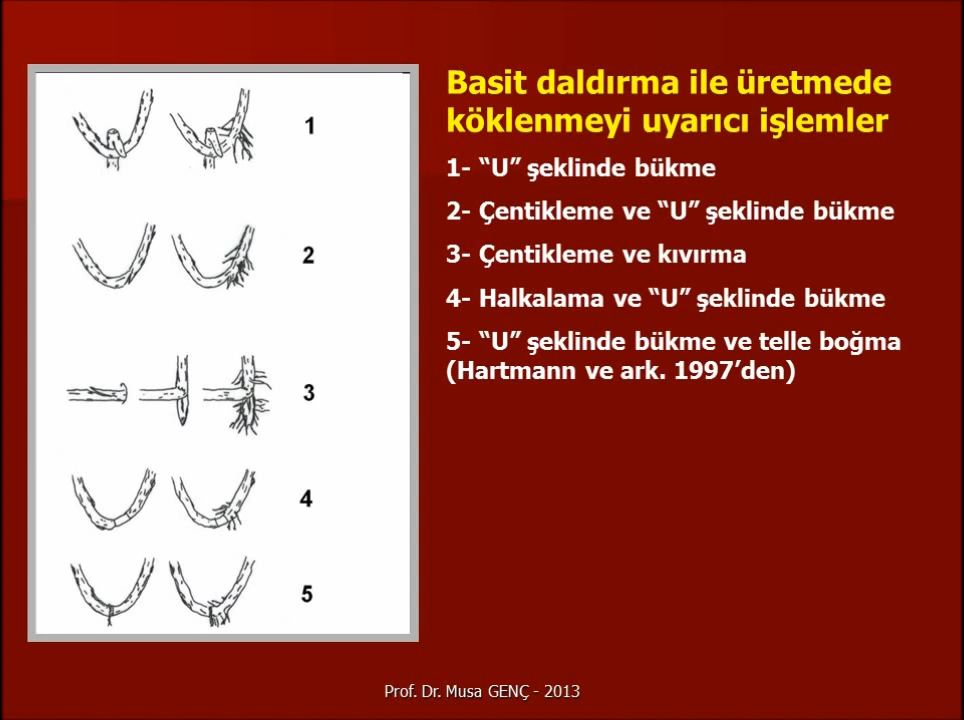 Basit daldırma ile üretmede
köklenmeyi uyarıcı işlemler
1- “U” şeklinde bükme
2- Çentikleme ve “U” şeklinde bükme
3- Çentikleme ve kıvırma
4- Halkalama ve “U” şeklinde bükme
5- “U” şeklinde bükme ve telle boğma
(Hartmann ve ark. 1997’den)
1
2
3
4
5
Prof. Dr. Musa GENÇ - 2013